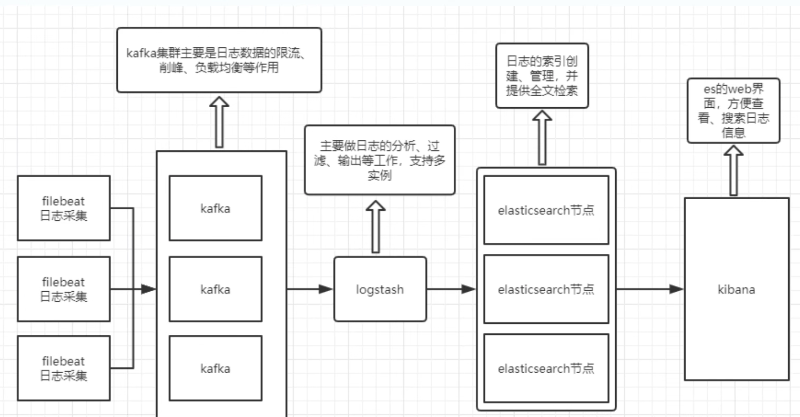 kafka集群主要是日志数据的限流、
削峰、负载均衡等作用
日志的索引创
建、管理，并
提供全文检素
es的web界
面，方便查
看、搜索日志
信息
主要做日志的分析、过
滤、输出等工作，支持多
实例
filebeat
日志采集
kafka
elasticsearch节点
filebeat
日志采集
kafka
logstash
elasticsearch节点
kibana
filebeat
日志采集
kafka
elasticsearch节点